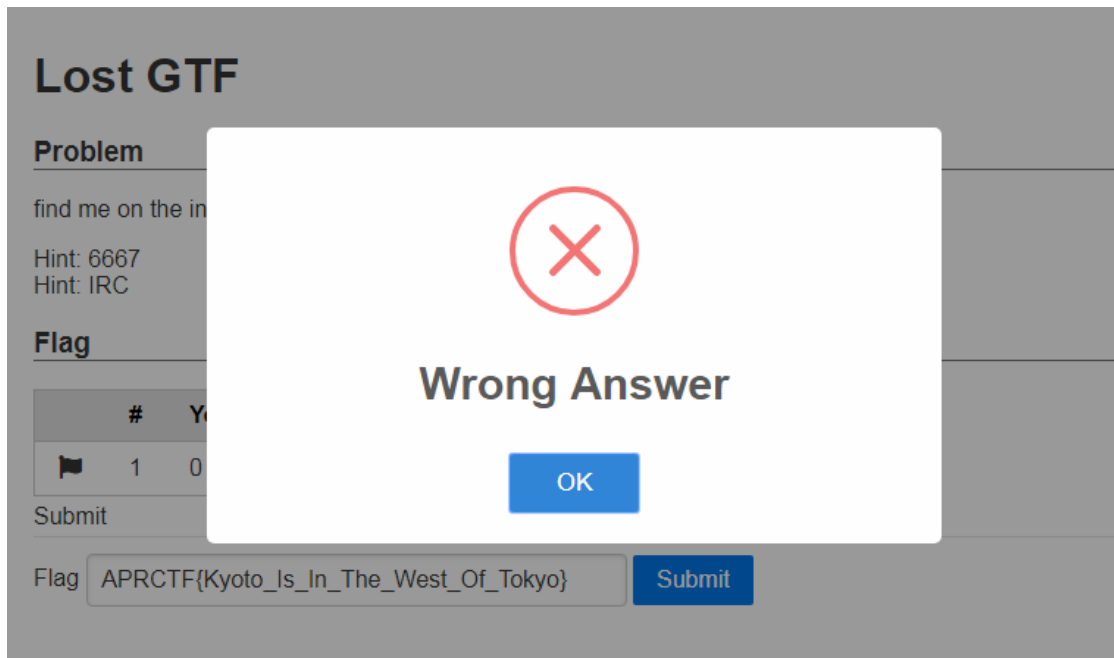 Lost GTF
Problem
find me on the in
Hint: 6667
Hint: IRC
Flag
Wrong Answer
OK
#
1 0
Submit
Flag APRCTF{Kyoto_Is_In_The_West_Of_Tokyo} Submit